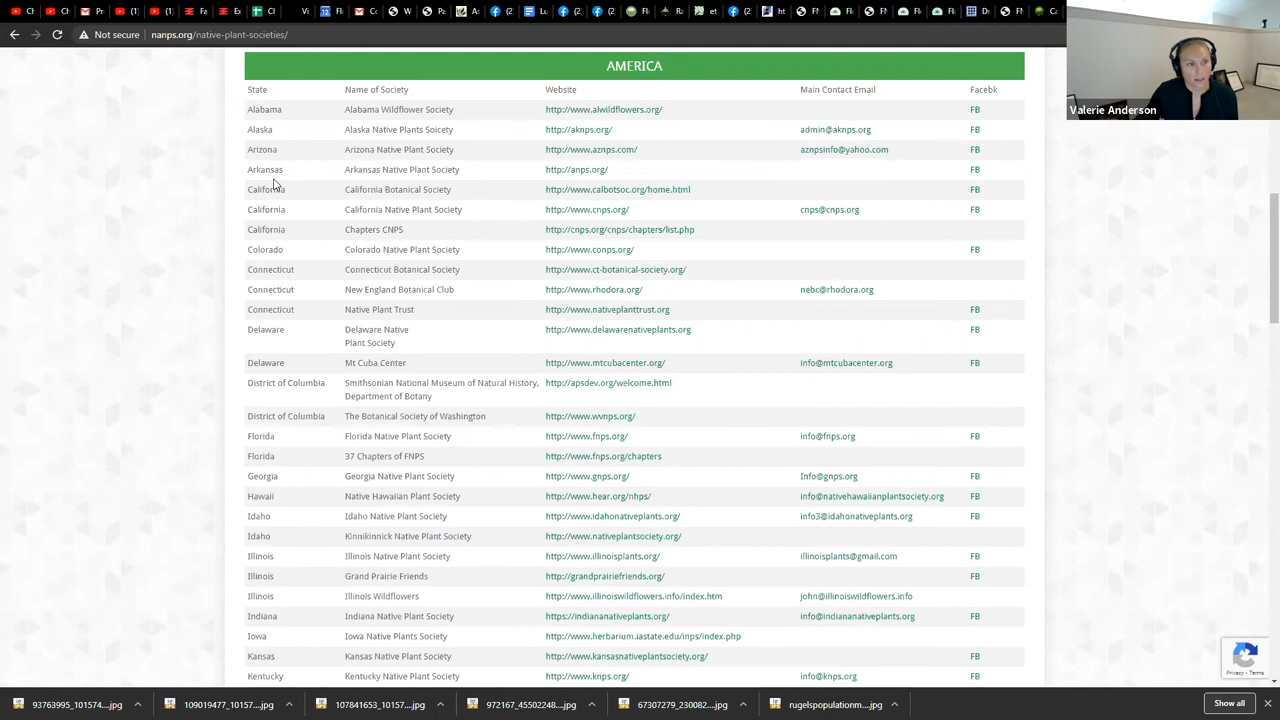 Not secure nanps.org/native-plant-societies/
Valerie Anderson
AMERICA
State Name of Society Website Main Contact Email Facebk
Alabama Alabama Wildflower Society http://www.alwildflowers.org/ FB
Alaska Alaska Native Plants Soicety http://aknps.org/ admin@aknps.org FB
Arizona Arizona Native Plant Society http://www.aznps.com/ aznpsinfo@yahoo.com FB
Arkansas Arkansas Native Plant Society http://anps.org/ FB
California California Botanical Society http://www.calbotsoc.org/home.html FB
California California Native Plant Society http://www.cnps.org/ cnps@cnps.org FB
California Chapters CNPS http://cnps.org/cnps/chapters/list.php
Colorado Colorado Native Plant Society http://www.conps.org/ FB
Connecticut Connecticut Botanical Society http://www.ct-botanical-society.org/
Connecticut New England Botanical Club http://www.rhodora.org/ nebc@rhodora.org
Connecticut Native Plant Trust http://www.nativeplanttrust.org FB
Delaware Delaware Native http://www.delawarenativeplants.org FB
Plant Society
Delaware Mt Cuba Center http://www.mtcubacenter.org/ info@mtcubacenter.org FB
District of Columbia Smithsonian National Museum of Natural History, http://apsdev.org/welcome.html
Department of Botany
District of Columbia The Botanical Society of Washington http://www.wvnps.org/
Florida Florida Native Plant Society http://www.fnps.org/ info@fnps.org FB
Florida 37 Chapters of FNPS http://www.fnps.org/chapters
Georgia Georgia Native Plant Society http://www.gnps.org/ Info@gnps.org FB
Hawaii Native Hawaiian Plant Society http://www.hear.org/nhps/ info@nativehawaiianplantsociety.org FB
Idaho Idaho Native Plant Society http://www.idahonativeplants.org/ info3@idahonativeplants.org FB
Idaho Kinnikinnick Native Plant Society http://www.nativeplantsociety.org/
Illinois Illinois Native Plant Society http://www.illinoisplants.org/ illinoisplants@gmail.com FB
Illinois Grand Prairie Friends http://grandprairiefriends.org/ FB
Illinois Illinois Wildflowers http://www.illinoiswildflowers.info/index.htm john@illinoiswildflowers.info
Indiana Indiana Native Plant Society https://indiananativeplants.org/ info@indiananativeplants.org FB
Iowa Iowa Native Plants Society http://www.herbarium.iastate.edu/inps/index.php
Kansas Kansas Native Plant Society http://www.kansasnativeplantsociety.org/ FB
Kentucky Kentucky Native Plant Society http://www.knps.org/ info@knps.org FB
Privacy - Terms
93763995_101574....jpg 109019477_10157....jpg 107841653_10157....jpg 972167_45502248....jpg 67307279_230082....jpg rugelspopulationm....jpg Show all